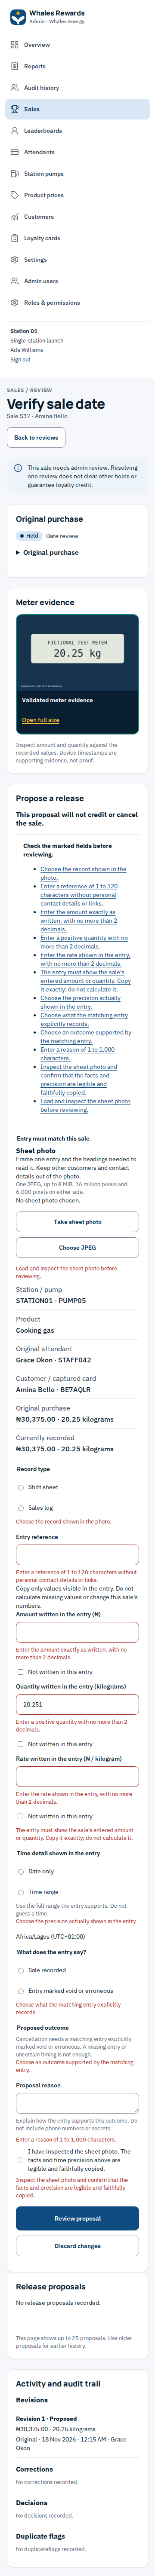 Whales Rewards
Admin · Whales Energy
Overview
Reports
Audit history
Sales
Leaderboards
Attendants
Station pumps
Product prices
Customers
Loyalty cards
Settings
Admin users
Roles & permissions
Station 01
Single-station launch
Ada Williams
Sign out
SALES / REVIEW
Verify sale date
Sale 537 · Amina Bello
Back to reviews
This sale needs admin review. Resolving
one review does not clear other holds or
guarantee loyalty credit.
Original purchase
Held
Date review
Original purchase
Meter evidence
FICTIONAL TEST METER
20.25 kg
Validated meter evidence
Open full size
Inspect amount and quantity against the
recorded values. Device timestamps are
supporting evidence, not proof.
Propose a release
This proposal will not credit or cancel
the sale.
Check the marked fields before
reviewing.
Choose the record shown in the
photo.
Enter a reference of 1 to 120
characters without personal
contact details or links.
Enter the amount exactly as
written, with no more than 2
decimals.
Enter a positive quantity with no
more than 2 decimals.
Enter the rate shown in the entry,
with no more than 2 decimals.
The entry must show the sale's
entered amount or quantity. Copy
it exactly; do not calculate it.
Choose the precision actually
shown in the entry.
Choose what the matching entry
explicitly records.
Choose an outcome supported by
the matching entry.
Enter a reason of 1 to 1,000
characters.
Inspect the sheet photo and
confirm that the facts and
precision are legible and
faithfully copied.
Load and inspect the sheet photo
before reviewing.
Entry must match this sale
Sheet photo
Frame one entry and the headings needed to
read it. Keep other customers and contact
details out of the photo.
One JPEG, up to 8 MiB, 16 million pixels and
6,000 pixels on either side.
No sheet photo chosen.
Take sheet photo
Choose JPEG
Load and inspect the sheet photo before
reviewing.
Station / pump
STATION01 · PUMP05
Product
Cooking gas
Original attendant
Grace Okon · STAFF042
Customer / captured card
Amina Bello · BE7AQLR
Original purchase
₦30,375.00 · 20.25 kilograms
Currently recorded
₦30,375.00 · 20.25 kilograms
Record type
Shift sheet
Sales log
Choose the record shown in the photo.
Entry reference
Enter a reference of 1 to 120 characters without
personal contact details or links.
Copy only values visible in the entry. Do not
calculate missing values or change this sale's
numbers.
Amount written in the entry (₦)
Enter the amount exactly as written, with no
more than 2 decimals.
Not written in this entry
Quantity written in the entry (kilograms)
20.251
Enter a positive quantity with no more than 2
decimals.
Not written in this entry
Rate written in the entry (₦ / kilogram)
Enter the rate shown in the entry, with no more
than 2 decimals.
Not written in this entry
The entry must show the sale's entered amount
or quantity. Copy it exactly; do not calculate it.
Time detail shown in the entry
Date only
Time range
Use the full range the entry supports. Do not
guess a time.
Choose the precision actually shown in the entry.
Africa/Lagos (UTC+01:00)
What does the entry say?
Sale recorded
Entry marked void or erroneous
Choose what the matching entry explicitly
records.
Proposed outcome
Cancellation needs a matching entry explicitly
marked void or erroneous. A missing entry or
uncertain timing is not enough.
Choose an outcome supported by the matching
entry.
Proposal reason
Explain how the entry supports this outcome. Do
not include phone numbers or secrets.
Enter a reason of 1 to 1,000 characters.
I have inspected the sheet photo. The
facts and time precision above are
legible and faithfully copied.
Inspect the sheet photo and confirm that the
facts and precision are legible and faithfully
copied.
Review proposal
Discard changes
Release proposals
No release proposals recorded.
This page shows up to 25 proposals. Use older
proposals for earlier history.
Activity and audit trail
Revisions
Revision 1 · Proposed
₦30,375.00 · 20.25 kilograms
Original · 18 Nov 2026 · 12:15 AM · Grace
Okon
Corrections
No corrections recorded.
Decisions
No decisions recorded.
Duplicate flags
No duplicateflags recorded.